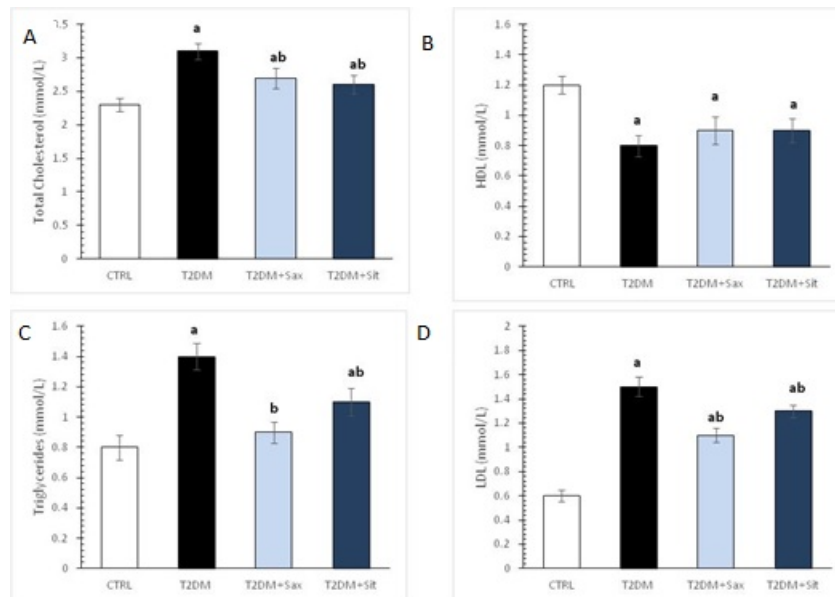 A
Total Cholesterol (mmol/L)
3.5
3
2.5
2
1.5
1
0.5
0
a
ab
ab
CTRL T2DM T2DM+Sax T2DM+Sit
B
HDL (mmol/L)
1.4
1.2
1
0.8
0.6
0.4
0.2
0
a
a
a
CTRL T2DM T2DM+Sax T2DM+Sit
C
Triglycerides (mmol/L)
1.6
1.4
1.2
1
0.8
0.6
0.4
0.2
0
a
b
ab
CTRL T2DM T2DM+Sax T2DM+Sit
D
LDL (mmol/L)
2
1.8
1.6
1.4
1.2
1
0.8
0.6
0.4
0.2
0
a
ab
ab
CTRL T2DM T2DM+Sax T2DM+Sit